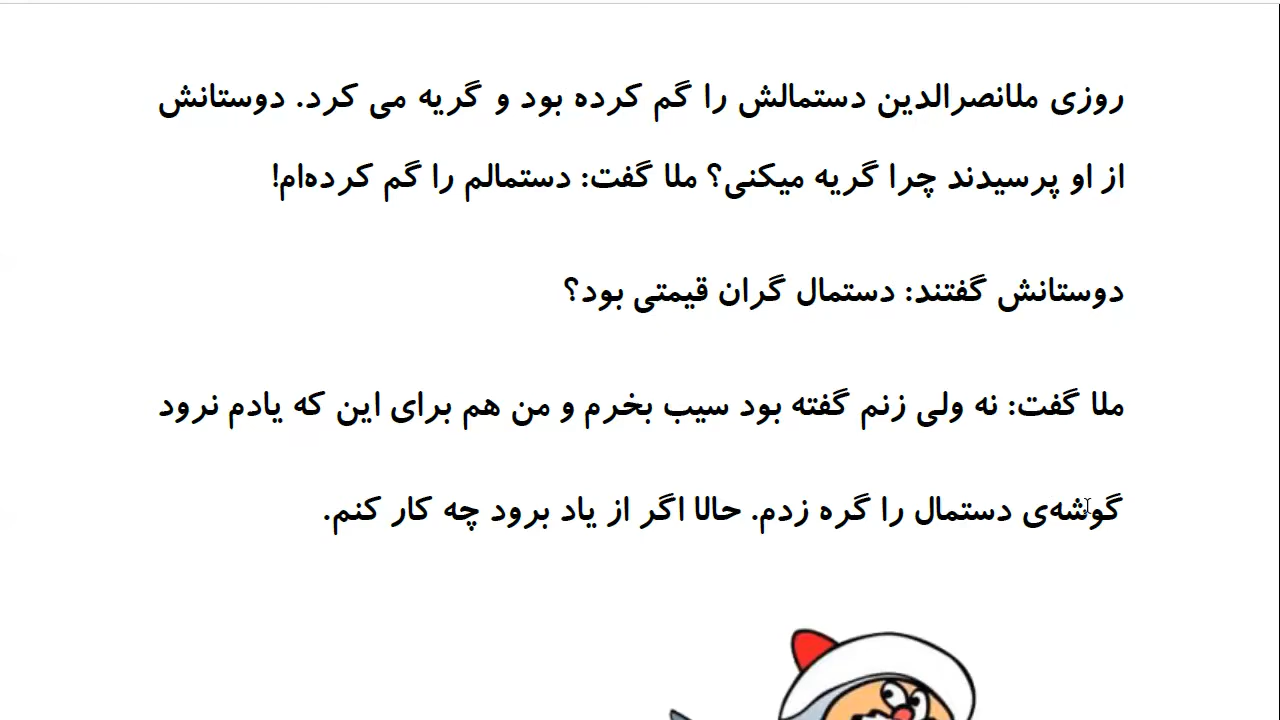 روزی ملانصرالدین دستمالش را گم کرده بود و گریه می کرد. دوستانش
از او پرسیدند چرا گریه میکنی؟ ملا گفت: دستمالم را گم کرده‌ام!
دوستانش گفتند: دستمال گران قیمتی بود؟
ملا گفت: نه ولی زنم گفته بود سیب بخرم و من هم برای این که یادم نرود
گوشه‌ی دستمال را گره زدم. حالا اگر از یاد برود چه کار کنم.